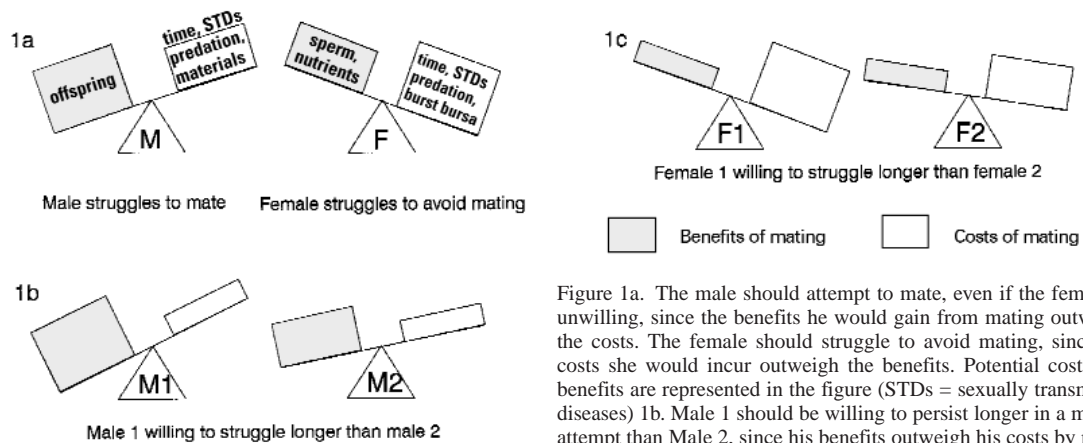 1a
offspring
time, STDs
predation,
materials
M
Male struggles to mate
sperm,
nutrients
time, STDs
predation,
burst bursa
F
Female struggles to avoid mating
1b
M1
M2
Male 1 willing to struggle longer than male 2
1c
F1
F2
Female 1 willing to struggle longer than female 2
Benefits of mating
Costs of mating
Figure 1a. The male should attempt to mate, even if the fem
unwilling, since the benefits he would gain from mating outw
the costs. The female should struggle to avoid mating, sinc
costs she would incur outweigh the benefits. Potential cost
benefits are represented in the figure (STDs = sexually transn
diseases) 1b. Male 1 should be willing to persist longer in a m
attempt than Male 2, since his benefits outweigh his costs by